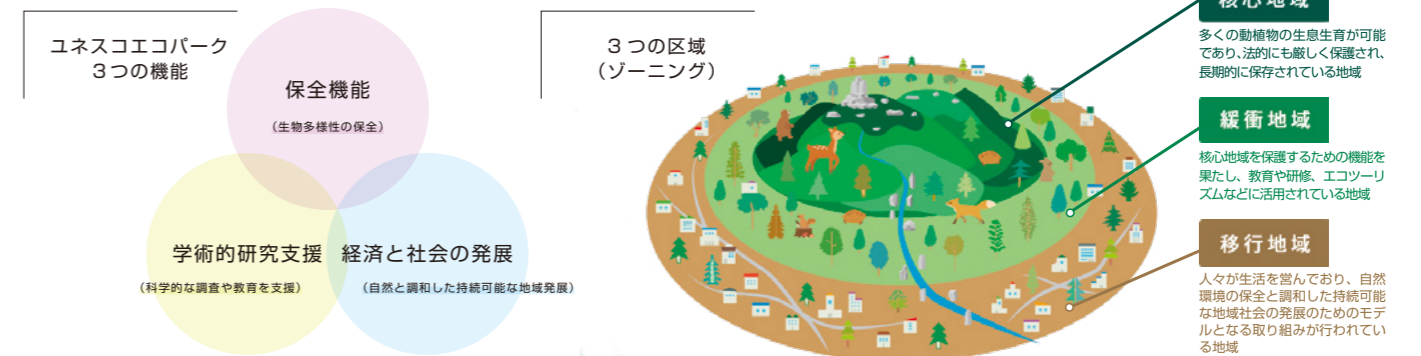 ユネスコエコパーク
3つの機能
保全機能
(生物多様性の保全)
学術的研究支援
(科学的な調査や教育を支援)
経済と社会の発展
(自然と調和した持続可能な地域発展)
3つの区域
(ゾーニング)
核心地域
多くの動植物の生息生育が可能
であり、法的にも厳しく保護され、
長期的に保存されている地域
緩衝地域
核心地域を保護するための機能を
果たし、教育や研修、エコツーリ
ズムなどに活用されている地域
移行地域
人々が生活を営んでおり、自然
環境の保全と調和した持続可能
な地域社会の発展のためのモデ
ルとなる取り組みが行われてい
る地域